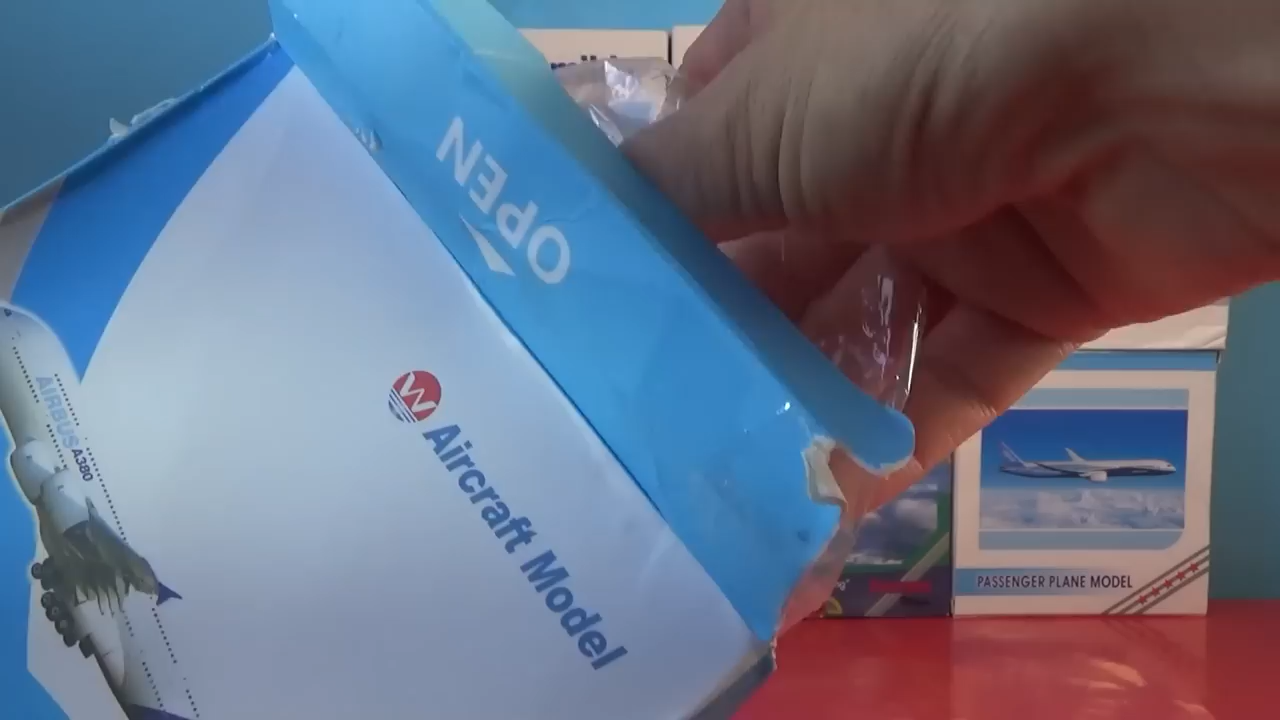 OPEN
W
Aircraft Model
AIRBUS A380
PASSENGER PLANE MODEL